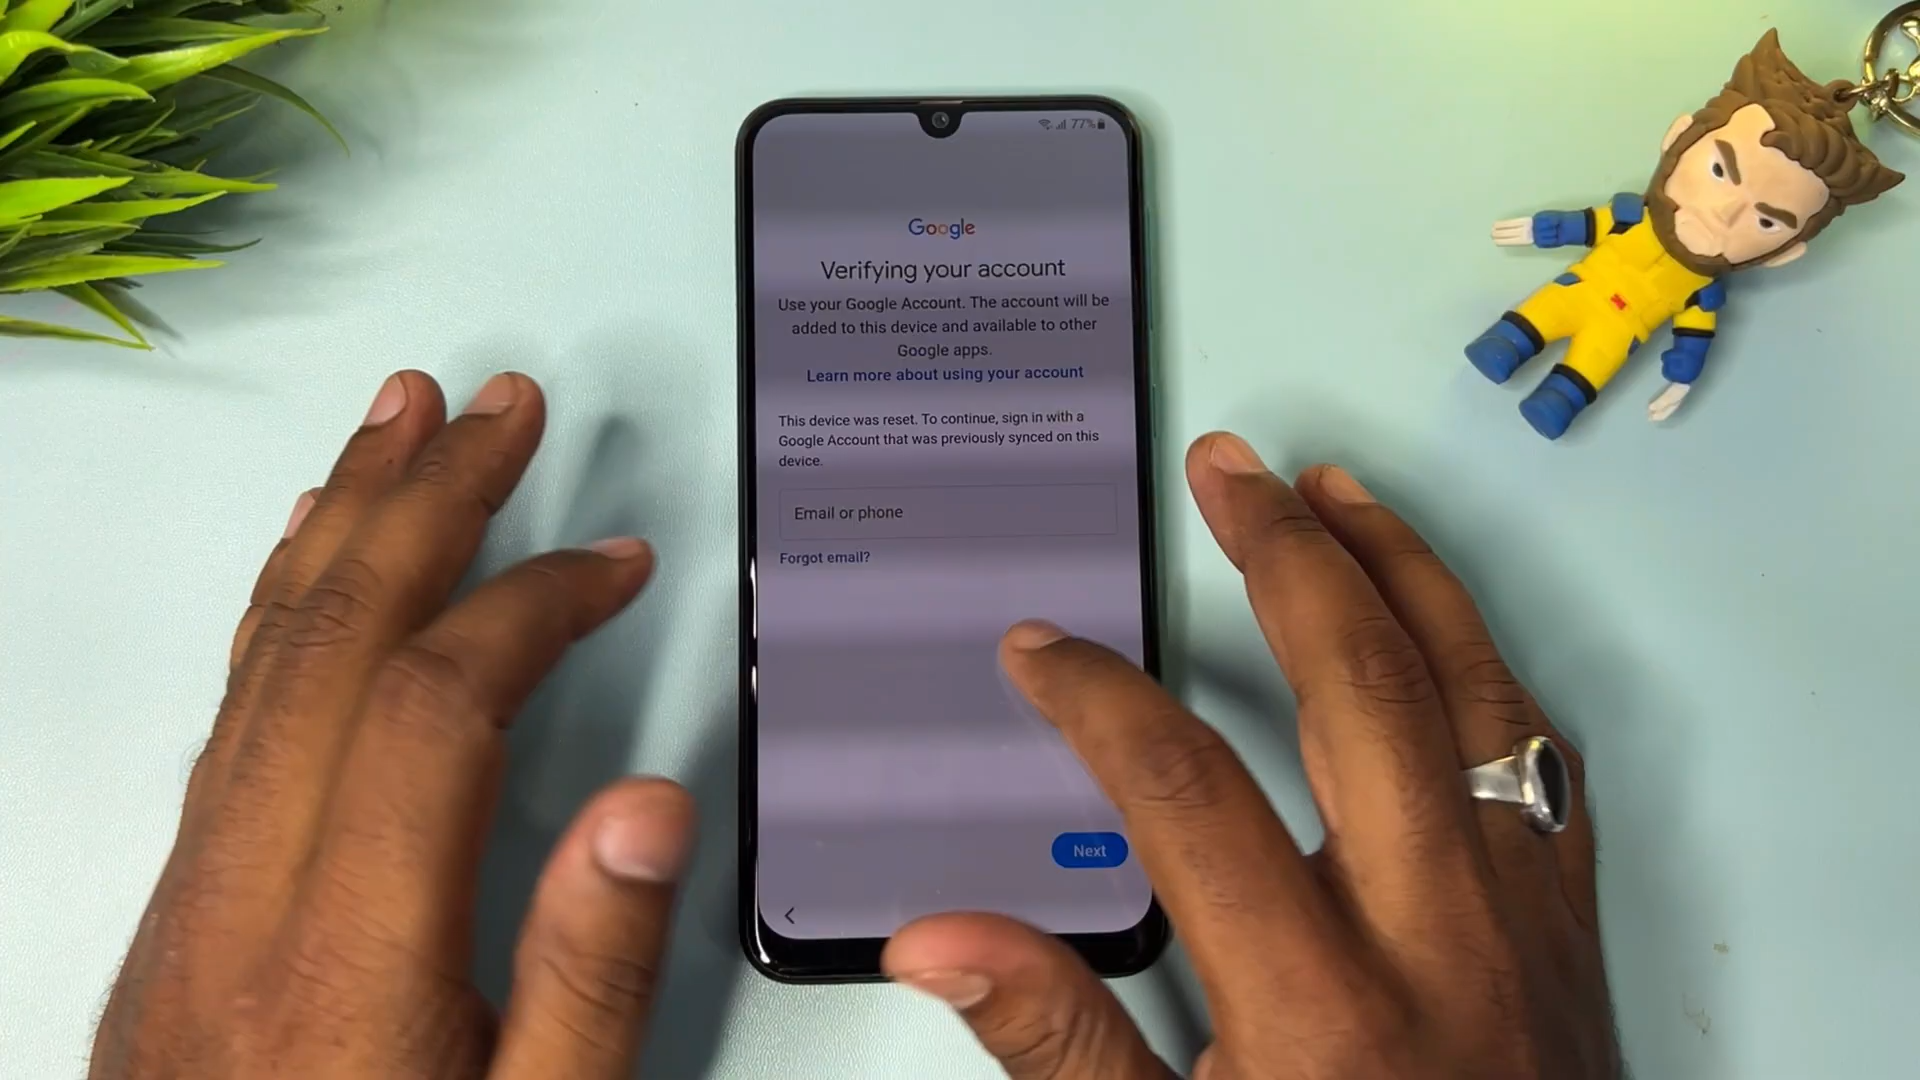 77%
Google
Verifying your account
Use your Google Account. The account will be
added to this device and available to other
Google apps.
Learn more about using your account
This device was reset. To continue, sign in with a
Google Account that was previously synced on this
device.
Email or phone
Forgot email?
Next